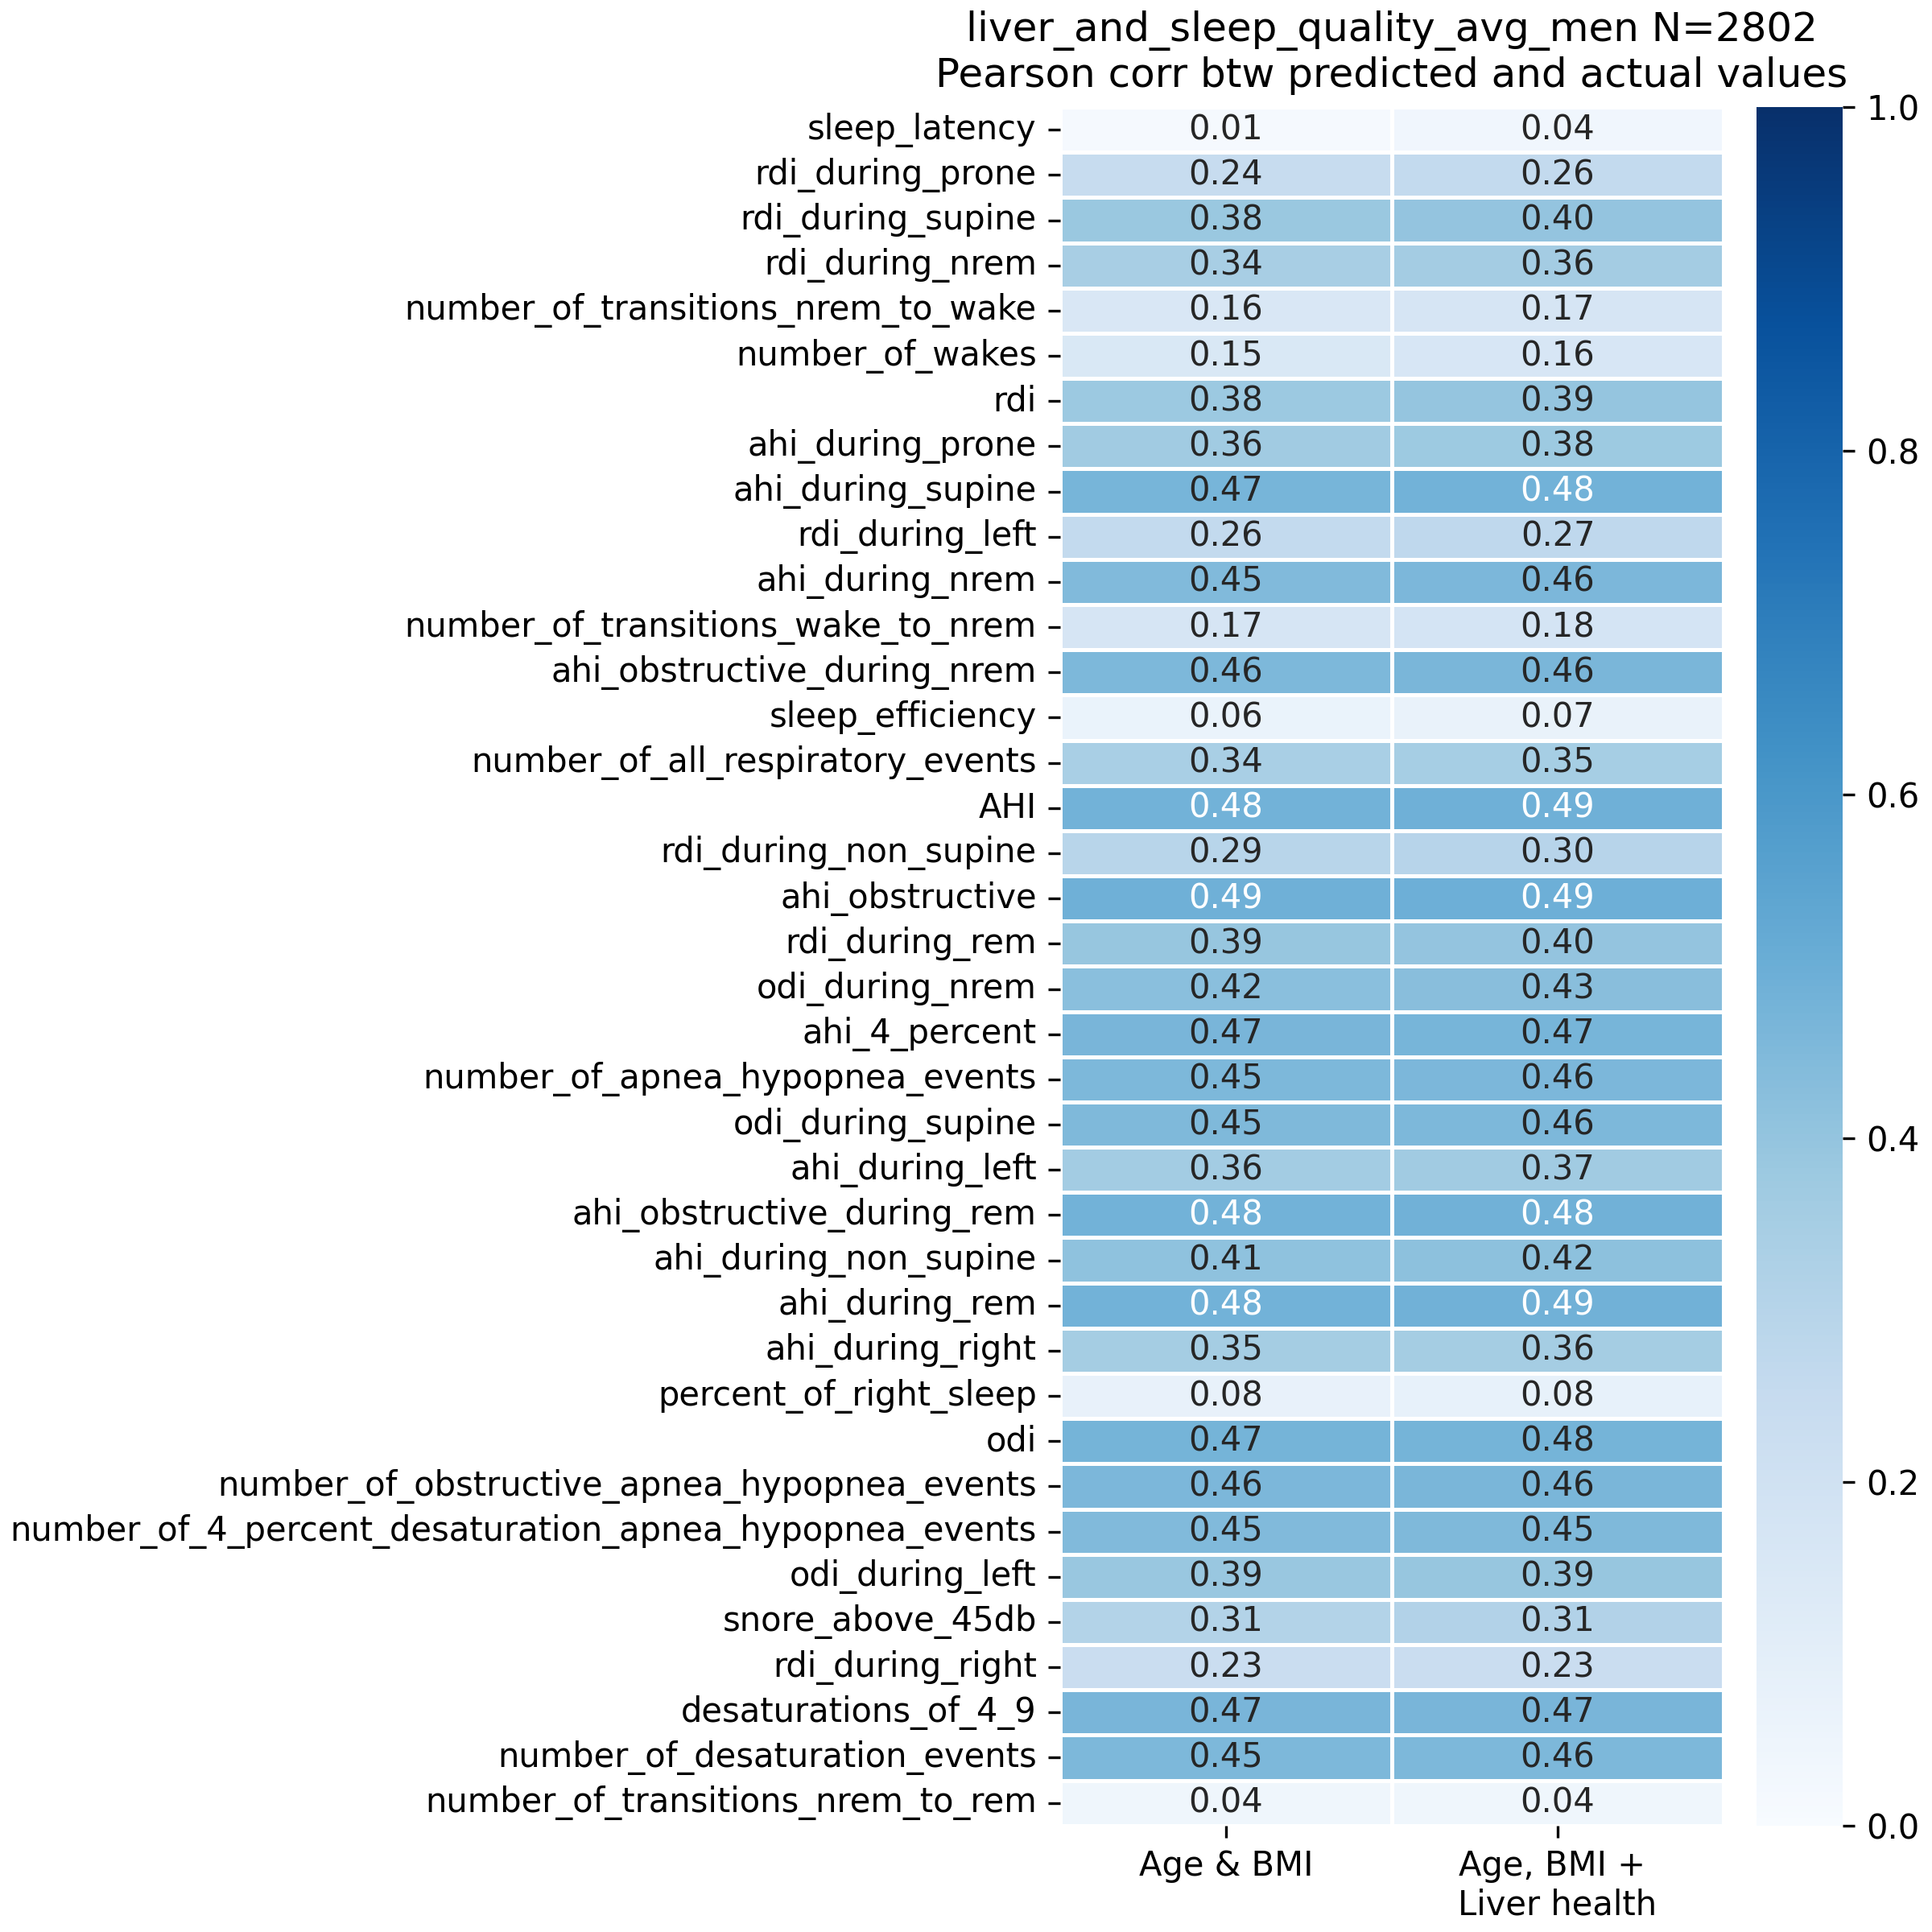 liver_and_sleep_quality_avg_men N=2802
Pearson corr btw predicted and actual values
sleep_latency 0.01 0.04
rdi_during_prone 0.24 0.26
rdi_during_supine 0.38 0.40
rdi_during_nrem 0.34 0.36
number_of_transitions_nrem_to_wake 0.16 0.17
number_of_wakes 0.15 0.16
rdi 0.38 0.39
ahi_during_prone 0.36 0.38
ahi_during_supine 0.47 0.48
rdi_during_left 0.26 0.27
ahi_during_nrem 0.45 0.46
number_of_transitions_wake_to_nrem 0.17 0.18
ahi_obstructive_during_nrem 0.46 0.46
sleep_efficiency 0.06 0.07
number_of_all_respiratory_events 0.34 0.35
AHI 0.48 0.49
rdi_during_non_supine 0.29 0.30
ahi_obstructive 0.49 0.49
rdi_during_rem 0.39 0.40
odi_during_nrem 0.42 0.43
ahi_4_percent 0.47 0.47
number_of_apnea_hypopnea_events 0.45 0.46
odi_during_supine 0.45 0.46
ahi_during_left 0.36 0.37
ahi_obstructive_during_rem 0.48 0.48
ahi_during_non_supine 0.41 0.42
ahi_during_rem 0.48 0.49
ahi_during_right 0.35 0.36
percent_of_right_sleep 0.08 0.08
odi 0.47 0.48
number_of_obstructive_apnea_hypopnea_events 0.46 0.46
number_of_4_percent_desaturation_apnea_hypopnea_events 0.45 0.45
odi_during_left 0.39 0.39
snore_above_45db 0.31 0.31
rdi_during_right 0.23 0.23
desaturations_of_4_9 0.47 0.47
number_of_desaturation_events 0.45 0.46
number_of_transitions_nrem_to_rem 0.04 0.04
Age & BMI
Age, BMI +
Liver health
1.0
0.8
0.6
0.4
0.2
0.0